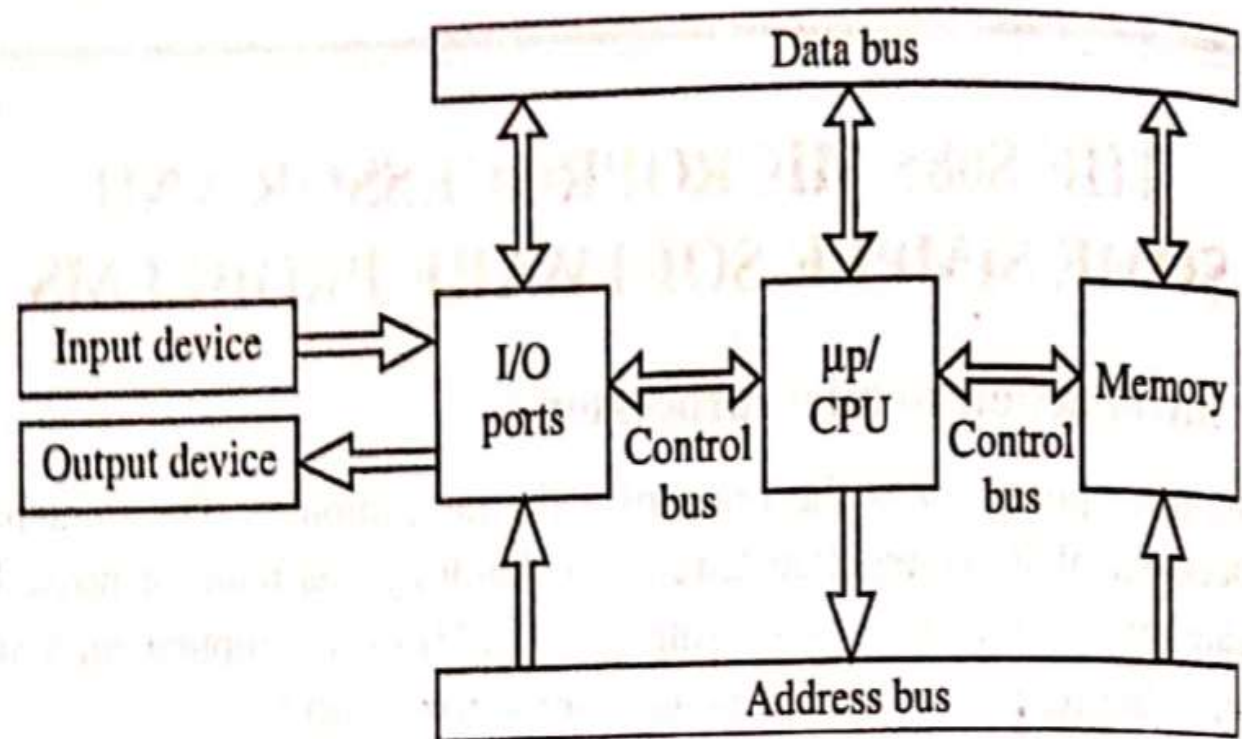 Data bus
Input device
Output device
I/O
ports
Control
bus
μp/
CPU
Control
bus
Memory
Address bus